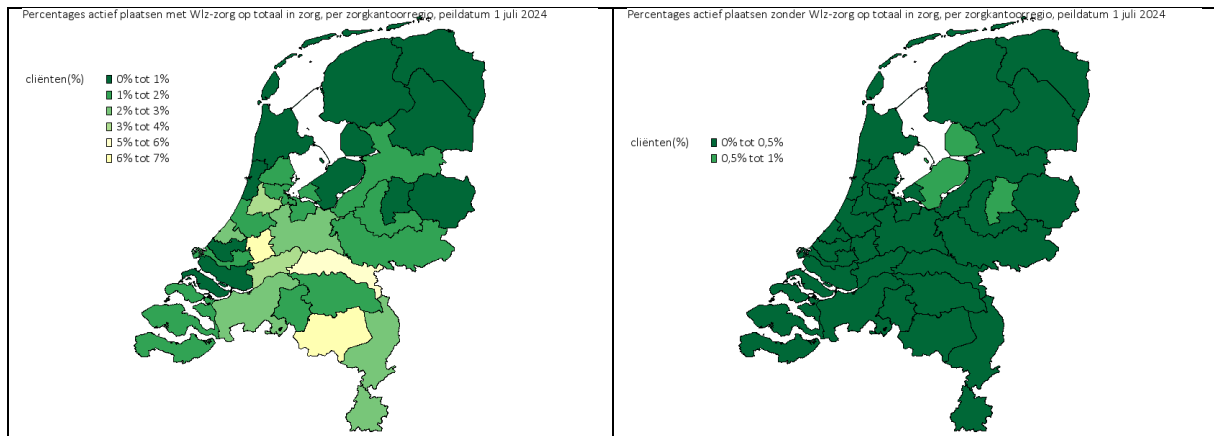 Percentages actief plaatsen met Wlz-zorg op totaal in zorg, per zorgkantoorregio, peildatum 1 juli 2024
cliënten(%)
0% tot 1%
1% tot 2%
2% tot 3%
3% tot 4%
5% tot 6%
6% tot 7%
Percentages actief plaatsen zonder Wlz-zorg op totaal in zorg, per zorgkantoorregio, peildatum 1 juli 2024
cliënten(%)
0% tot 0,5%
0,5% tot 1%